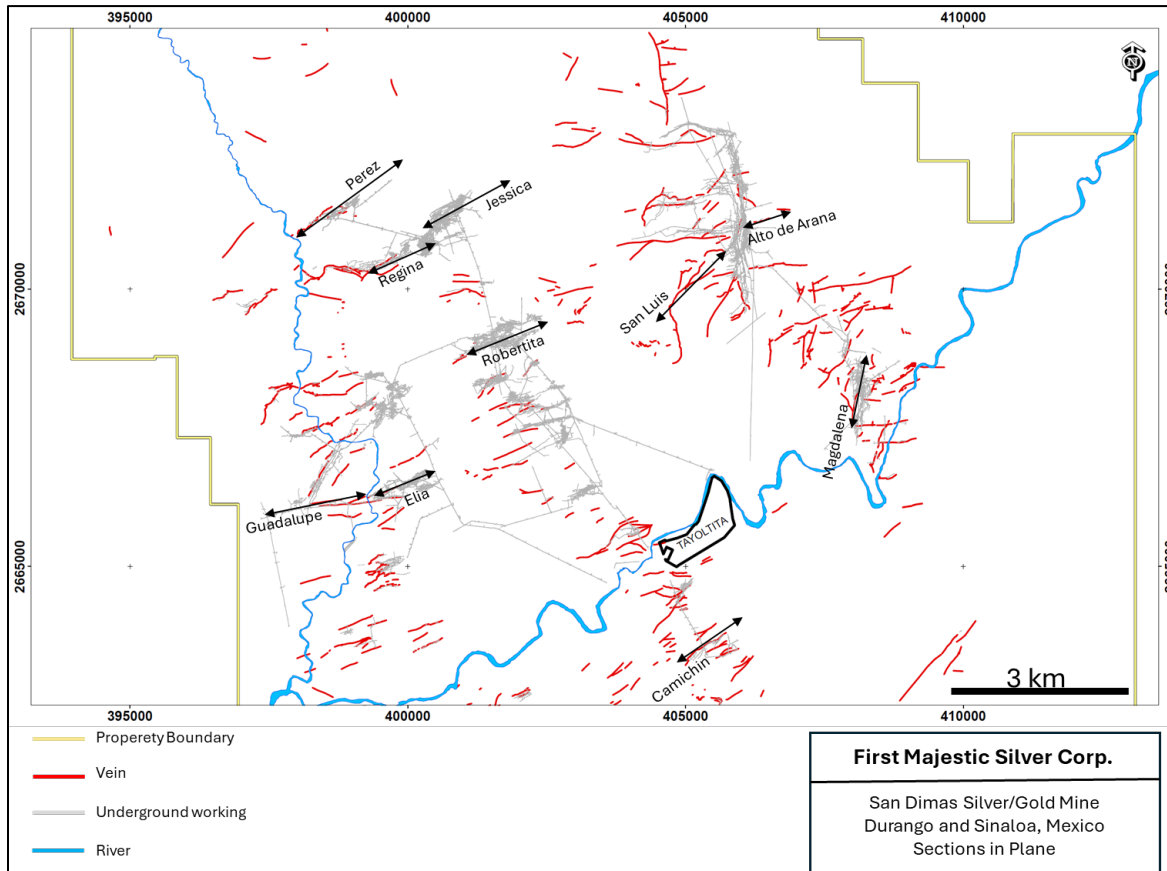 395000
400000
405000
410000
N
Perez
Jessica
Regina
Alto de Arana
San Luis
2670000
Robertita
Magdalena
Elia
Guadalupe
TAYOLTITA
2665000
Camichin
3 km
395000
400000
405000
410000
Properety Boundary
Vein
Underground working
River
First Majestic Silver Corp.
San Dimas Silver/Gold Mine
Durango and Sinaloa, Mexico
Sections in Plane